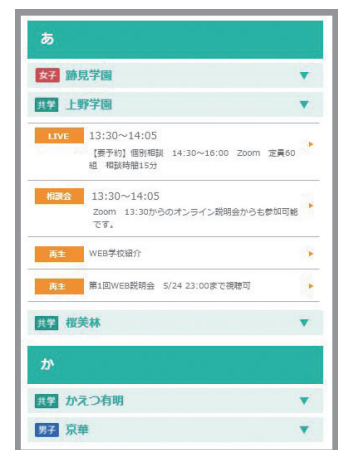 あ
女子 跡見学園 ▼
共学 上野学園 ▼
LIVE 13:30～14:05
【要予約】個別相談 14:30～16:00 Zoom 定員60
組 相談時間15分
相談会 13:30～14:05
Zoom 13:30からのオンライン説明会からも参加可能
です。
再生 WEB学校紹介
再生 第1回WEB説明会 5/24 23:00まで視聴可
共学 桜美林 ▼
か
共学 かえつ有明 ▼
男子 京華 ▼